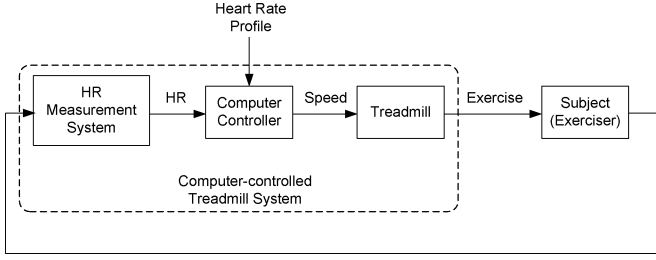 Heart Rate
Profile
HR
Measurement
System
HR
Computer
Controller
Speed
Treadmill
Exercise
Subject
(Exerciser)
Computer-controlled
Treadmill System